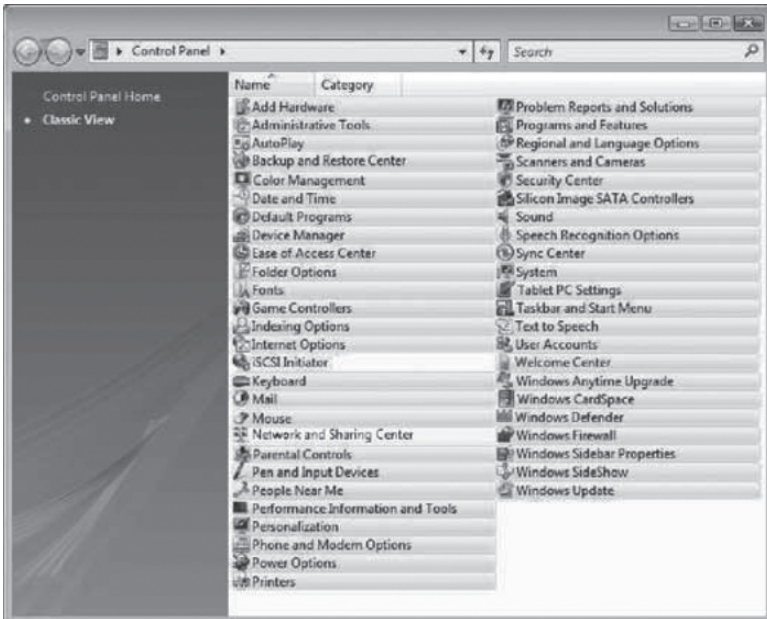 Control Panel
Search
Control Panel Home
Classic View
Name
Category
Add Hardware
Administrative Tools
AutoPlay
Backup and Restore Center
Color Management
Date and Time
Default Programs
Device Manager
Ease of Access Center
Folder Options
Fonts
Game Controllers
Indexing Options
Internet Options
iSCSI Initiator
Keyboard
Mail
Mouse
Network and Sharing Center
Parental Controls
Pen and Input Devices
People Near Me
Performance Information and Tools
Personalization
Phone and Modem Options
Power Options
Printers
Problem Reports and Solutions
Programs and Features
Regional and Language Options
Scanners and Cameras
Security Center
Silicon Image SATA Controllers
Sound
Speech Recognition Options
Sync Center
System
Tablet PC Settings
Taskbar and Start Menu
Text to Speech
User Accounts
Welcome Center
Windows Anytime Upgrade
Windows CardSpace
Windows Defender
Windows Firewall
Windows Sidebar Properties
Windows SideShow
Windows Update